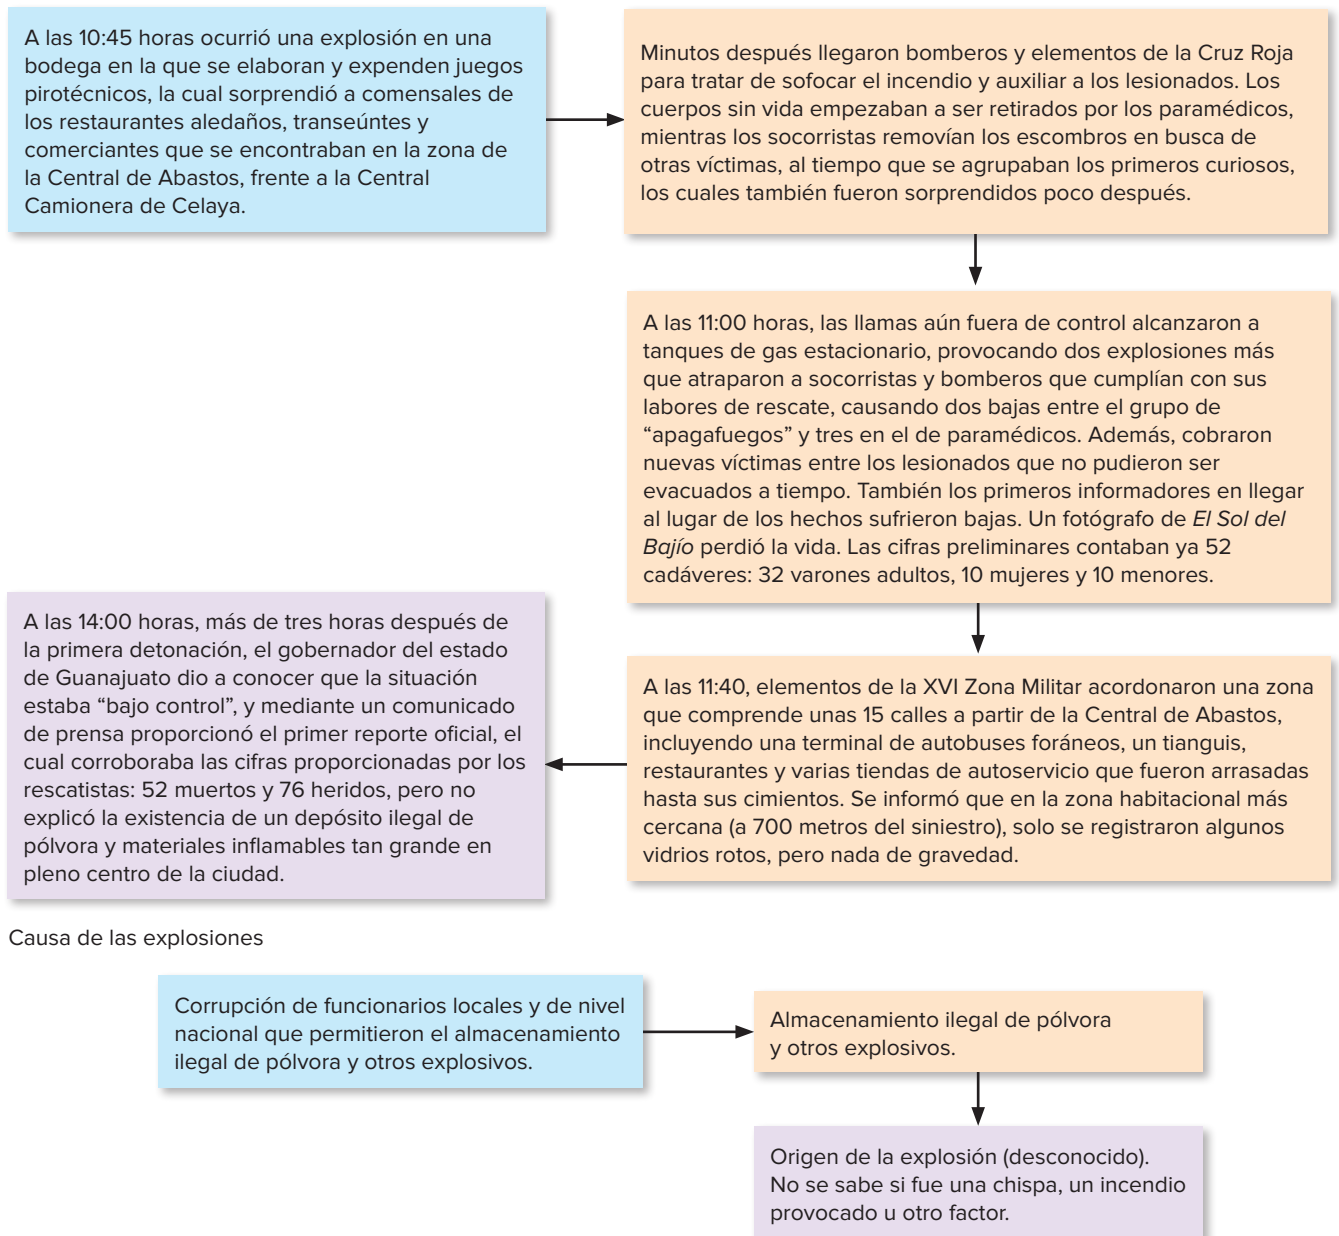 A las 10:45 horas ocurrió una explosión en una
bodega en la que se elaboran y expenden juegos
pirotécnicos, la cual sorprendió a comensales de
los restaurantes aledaños, transeúntes y
comerciantes que se encontraban en la zona de
la Central de Abastos, frente a la Central
Camionera de Celaya.
Minutos después llegaron bomberos y elementos de la Cruz Roja
para tratar de sofocar el incendio y auxiliar a los lesionados. Los
cuerpos sin vida empezaban a ser retirados por los paramédicos,
mientras los socorristas removían los escombros en busca de
otras víctimas, al tiempo que se agrupaban los primeros curiosos,
los cuales también fueron sorprendidos poco después.
A las 11:00 horas, las llamas aún fuera de control alcanzaron a
tanques de gas estacionario, provocando dos explosiones más
que atraparon a socorristas y bomberos que cumplían con sus
labores de rescate, causando dos bajas entre el grupo de
“apagafuegos” y tres en el de paramédicos. Además, cobraron
nuevas víctimas entre los lesionados que no pudieron ser
evacuados a tiempo. También los primeros informadores en llegar
al lugar de los hechos sufrieron bajas. Un fotógrafo de El Sol del
Bajío perdió la vida. Las cifras preliminares contaban ya 52
cadáveres: 32 varones adultos, 10 mujeres y 10 menores.
A las 11:40, elementos de la XVI Zona Militar acordonaron una zona
que comprende unas 15 calles a partir de la Central de Abastos,
incluyendo una terminal de autobuses foráneos, un tianguis,
restaurantes y varias tiendas de autoservicio que fueron arrasadas
hasta sus cimientos. Se informó que en la zona habitacional más
cercana (a 700 metros del siniestro), solo se registraron algunos
vidrios rotos, pero nada de gravedad.
A las 14:00 horas, más de tres horas después de
la primera detonación, el gobernador del estado
de Guanajuato dio a conocer que la situación
estaba “bajo control”, y mediante un comunicado
de prensa proporcionó el primer reporte oficial, el
cual corroboraba las cifras proporcionadas por los
rescatistas: 52 muertos y 76 heridos, pero no
explicó la existencia de un depósito ilegal de
pólvora y materiales inflamables tan grande en
pleno centro de la ciudad.
Causa de las explosiones
Corrupción de funcionarios locales y de nivel
nacional que permitieron el almacenamiento
ilegal de pólvora y otros explosivos.
Almacenamiento ilegal de pólvora
y otros explosivos.
Origen de la explosión (desconocido).
No se sabe si fue una chispa, un incendio
provocado u otro factor.